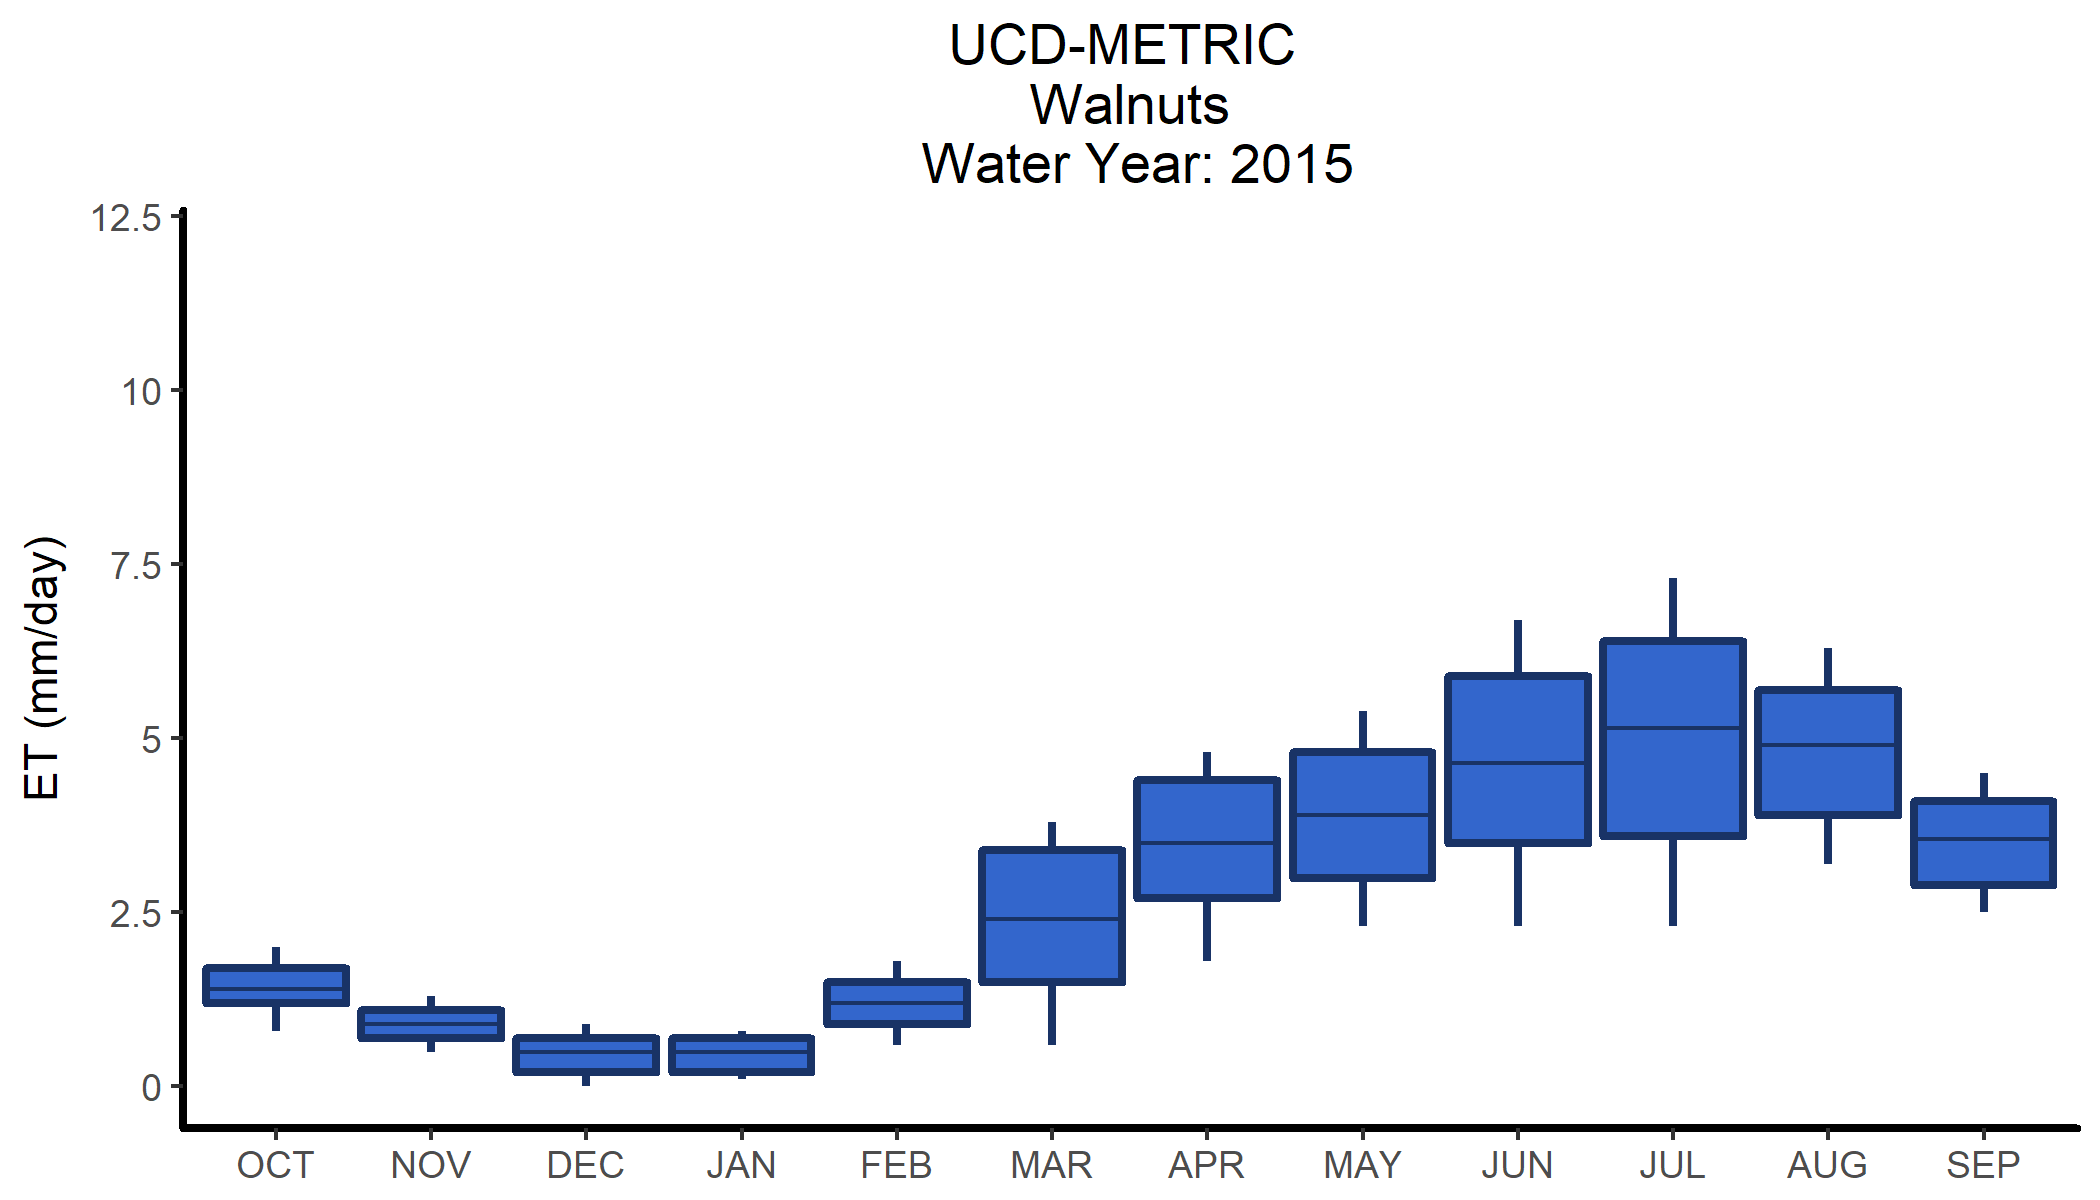 UCD-METRIC
Walnuts
Water Year: 2015
ET (mm/day)
12.5
10
7.5
5
2.5
0
OCT NOV DEC JAN FEB MAR APR MAY JUN JUL AUG SEP